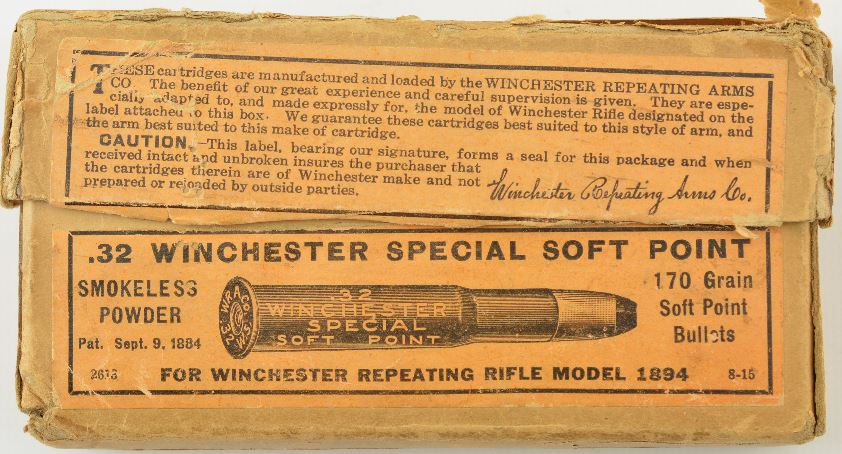 THESE cartridges are manufactured and loaded by the WINCHESTER REPEATING ARMS
CO. The benefit of our great experience and careful supervision is given. They are espe-
cially adapted to, and made expressly for, the model of Winchester Rifle designated on the
label attached to this box. We guarantee these cartridges best suited to this style of arm, and
the arm best suited to this make of cartridge.
CAUTION.—This label, bearing our signature, forms a seal for this package and when
received intact and unbroken insures the purchaser that
the cartridges therein are of Winchester make and not
prepared or reloaded by outside parties.
Winchester Repeating Arms Co.
.32 WINCHESTER SPECIAL SOFT POINT
SMOKELESS
POWDER
Pat. Sept. 9, 1884
W.R.A.CO.
.32 W.S.
.32
WINCHESTER
SPECIAL
SOFT POINT
170 Grain
Soft Point
Bullets
2613
FOR WINCHESTER REPEATING RIFLE MODEL 1894
8-15